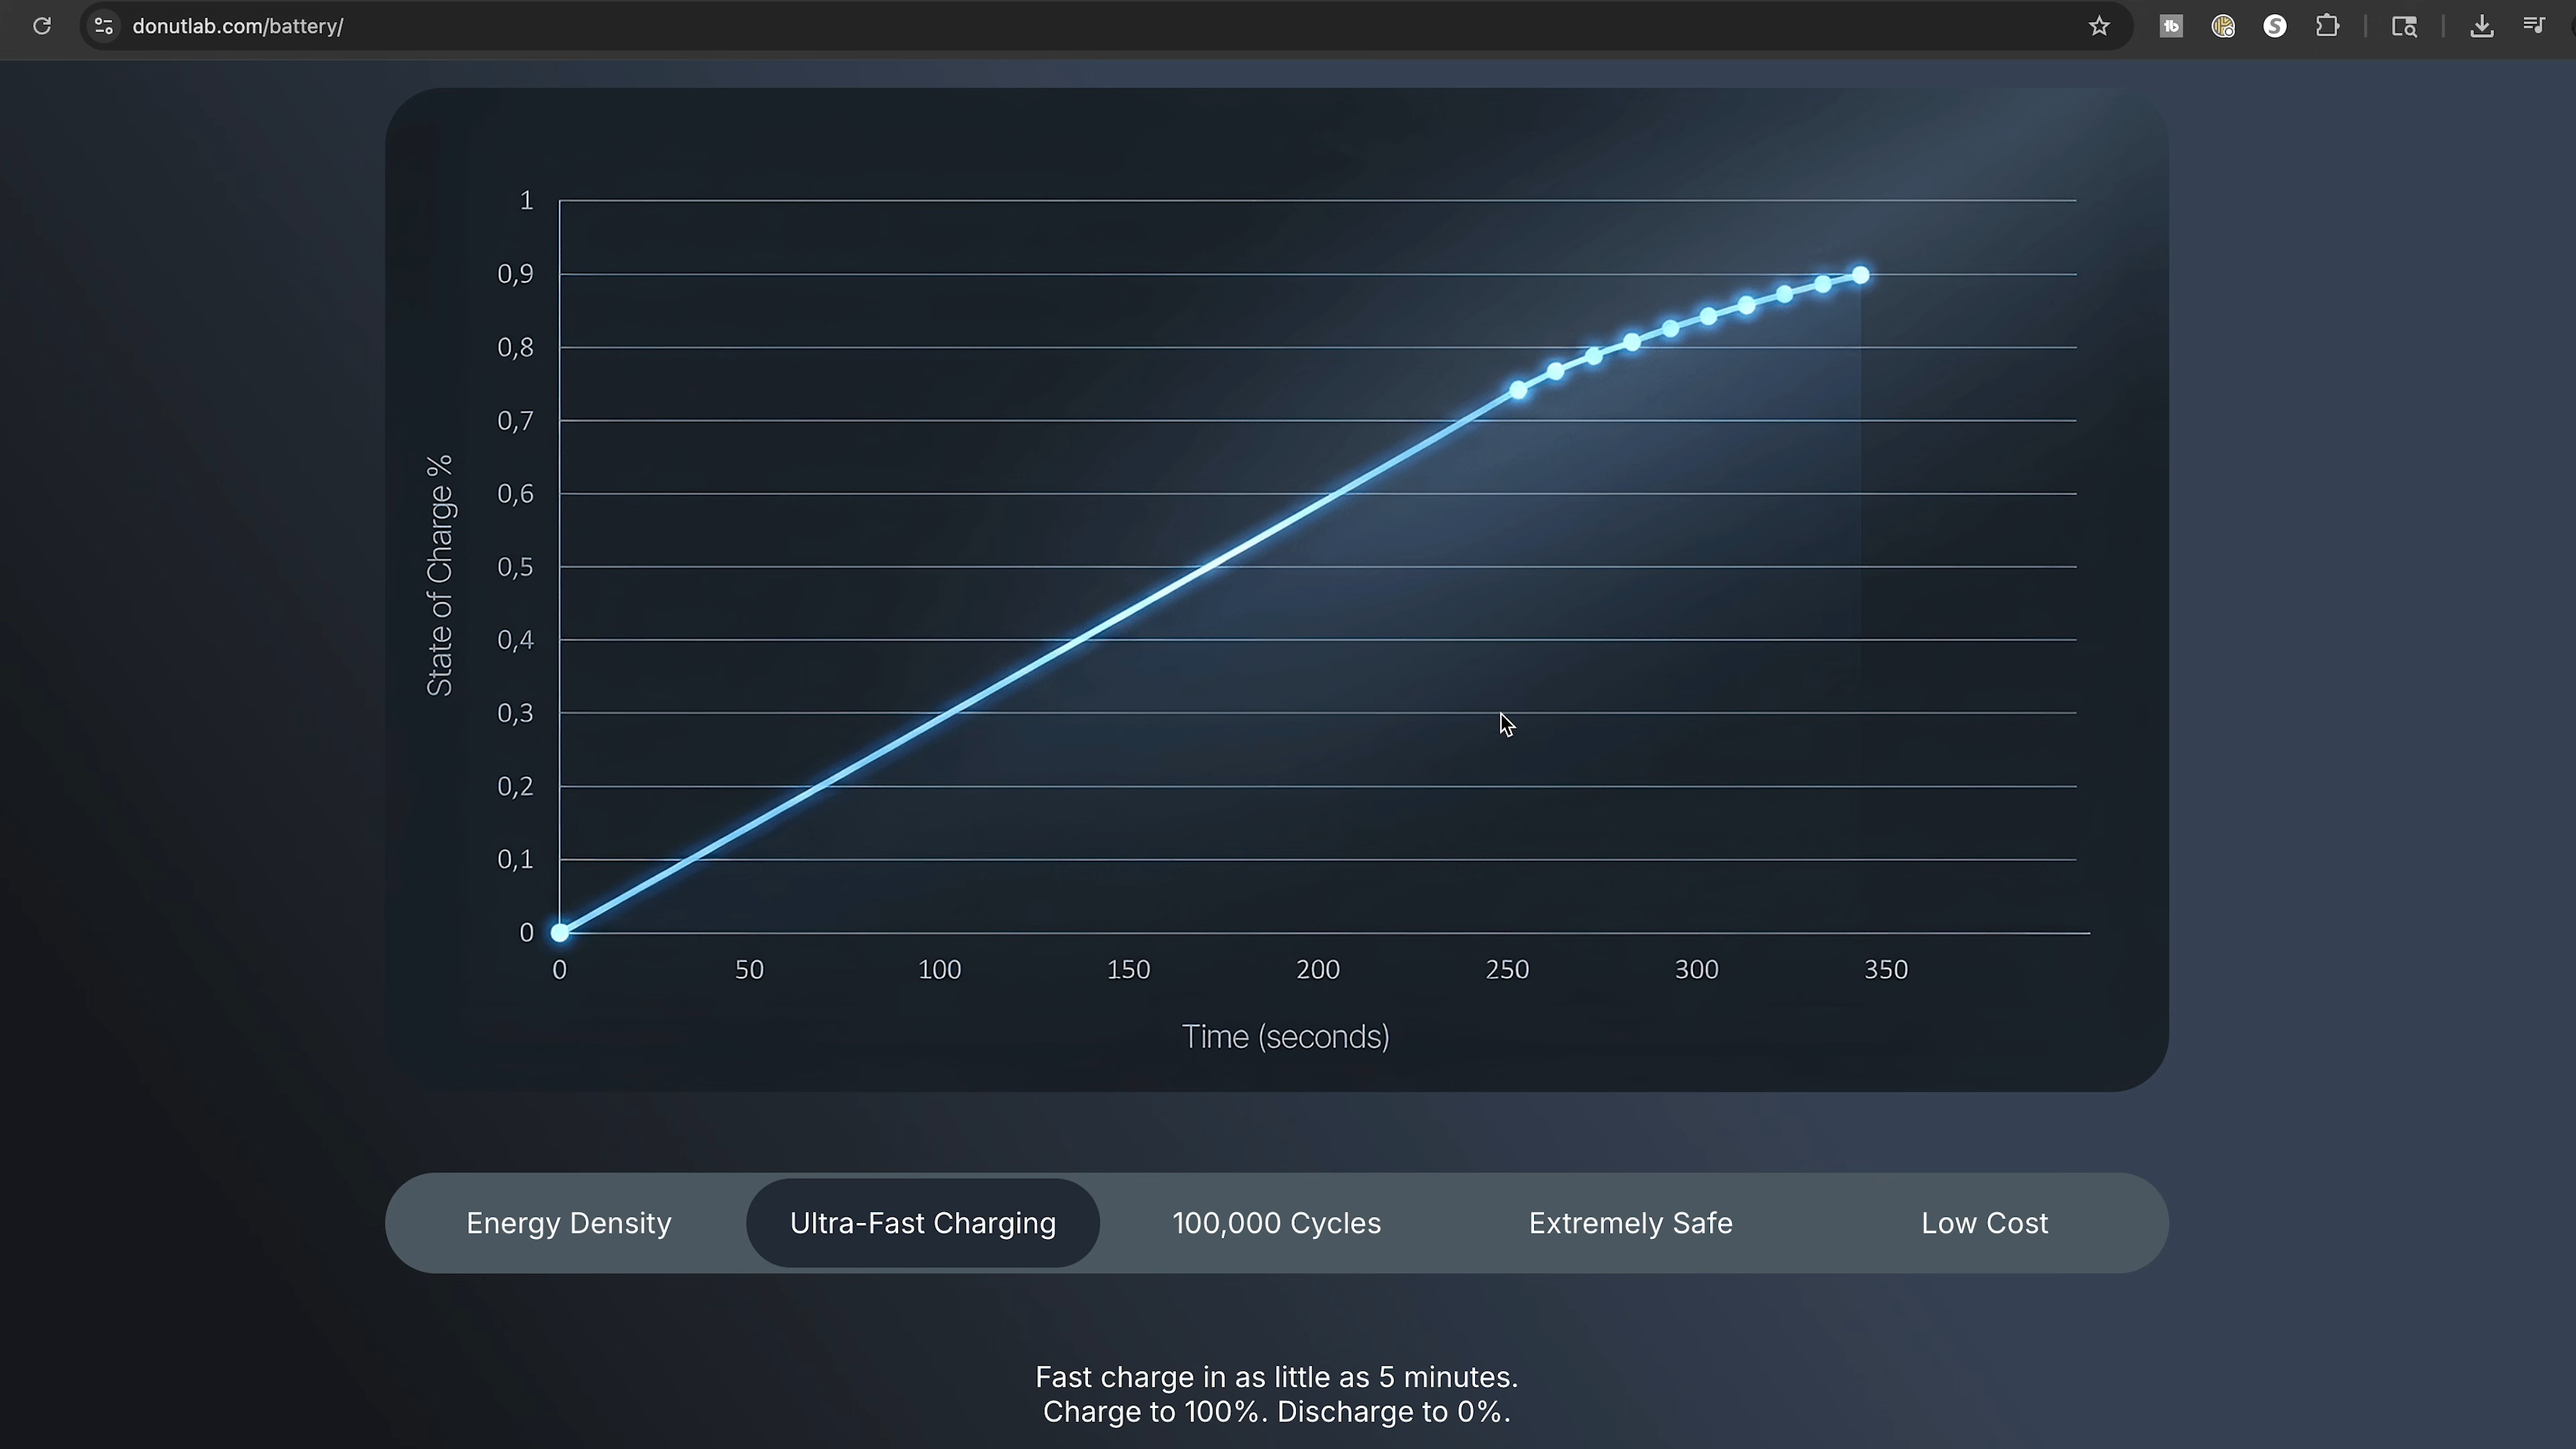 donutlab.com/battery/
State of Charge %
1
0,9
0,8
0,7
0,6
0,5
0,4
0,3
0,2
0,1
0
0 50 100 150 200 250 300 350
Time (seconds)
Energy Density Ultra-Fast Charging 100,000 Cycles Extremely Safe Low Cost
Fast charge in as little as 5 minutes.
Charge to 100%. Discharge to 0%.